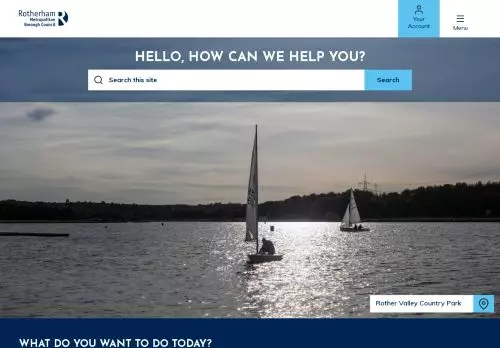 Rotherham
Metropolitan
Borough Council
Your
Account
Menu
HELLO, HOW CAN WE HELP YOU?
Search this site
Search
Rother Valley Country Park
WHAT DO YOU WANT TO DO TODAY?